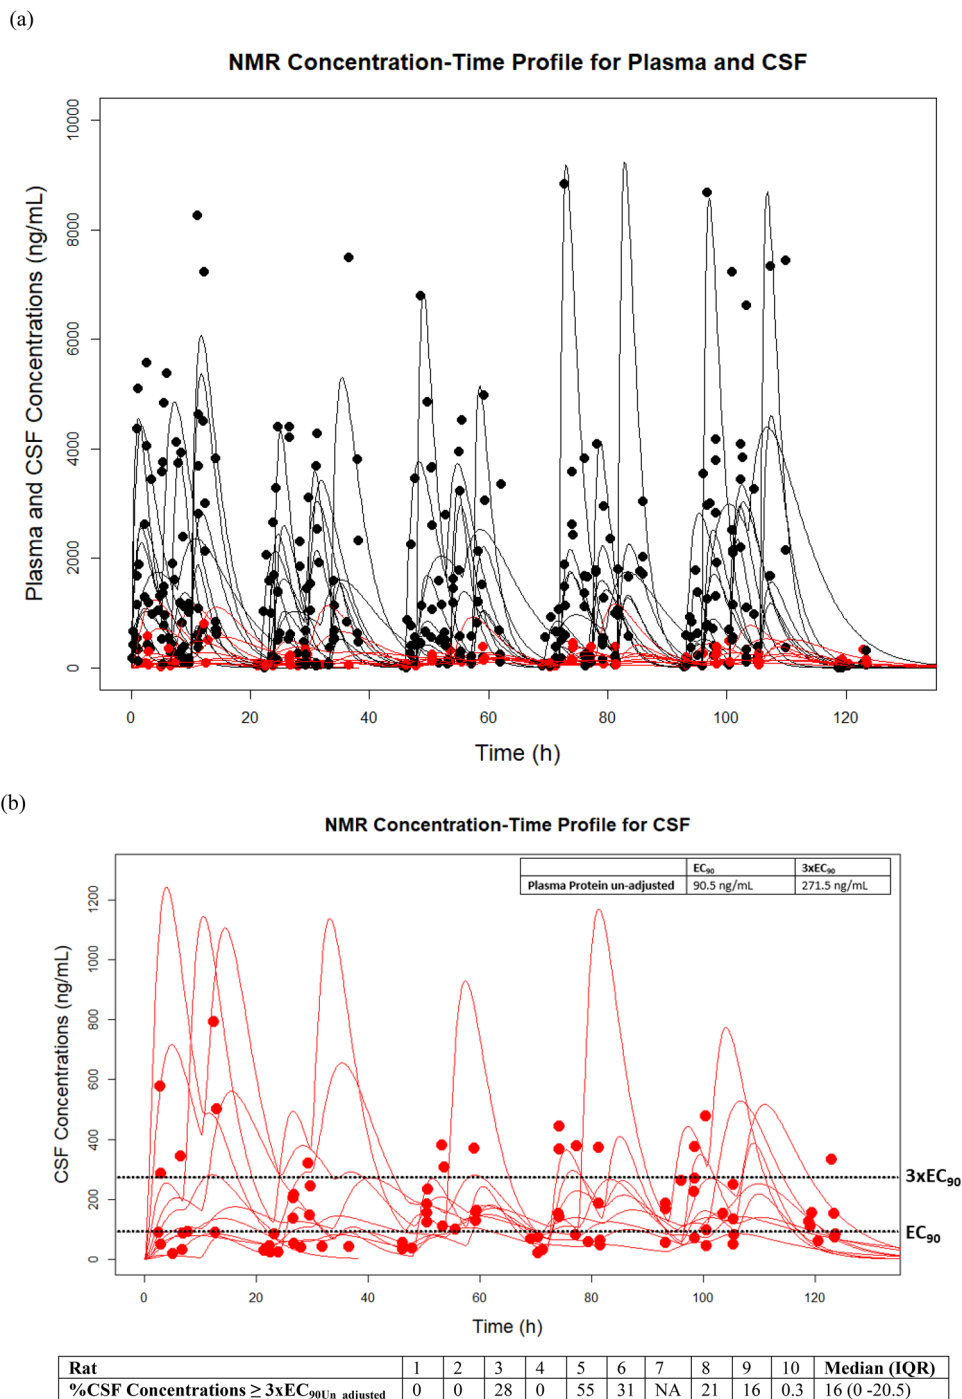 (a)
NMR Concentration-Time Profile for Plasma and CSF
Plasma and CSF Concentrations (ng/mL)
10000
8000
6000
4000
2000
0
0 20 40 60 80 100 120
Time (h)
(b)
NMR Concentration-Time Profile for CSF
EC90 3xEC90
Plasma Protein un-adjusted 90.5 ng/mL 271.5 ng/mL
CSF Concentrations (ng/mL)
1200
1000
800
600
400
200
0
3xEC90
EC90
0 20 40 60 80 100 120
Time (h)
Rat 1 2 3 4 5 6 7 8 9 10 Median (IQR)
%CSF Concentrations ≥ 3xEC90Un_adjusted 0 0 28 0 55 31 NA 21 16 0.3 16 (0 -20.5)